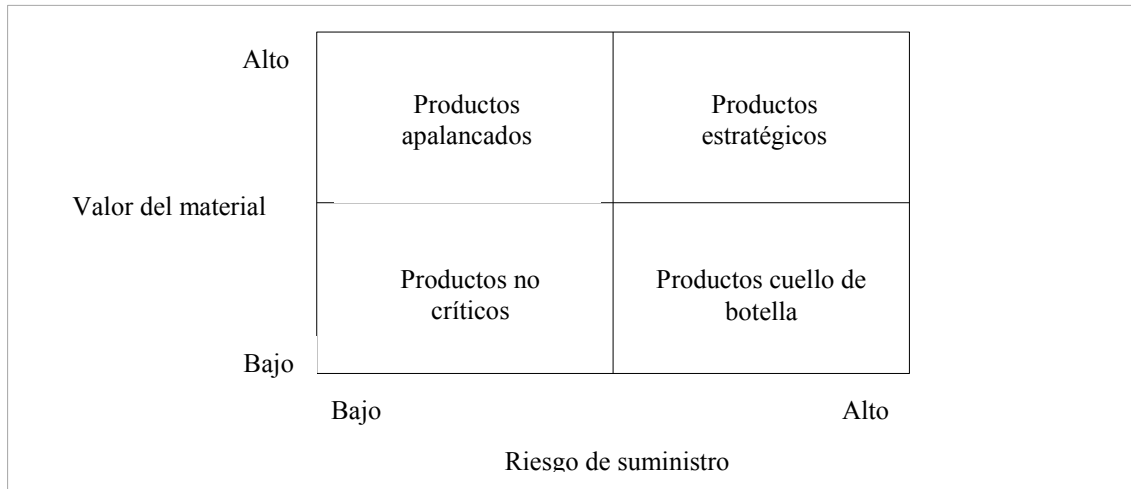 Alto
Productos
apalancados
Productos
estratégicos
Valor del material
Productos no
críticos
Productos cuello de
botella
Bajo
Bajo
Alto
Riesgo de suministro